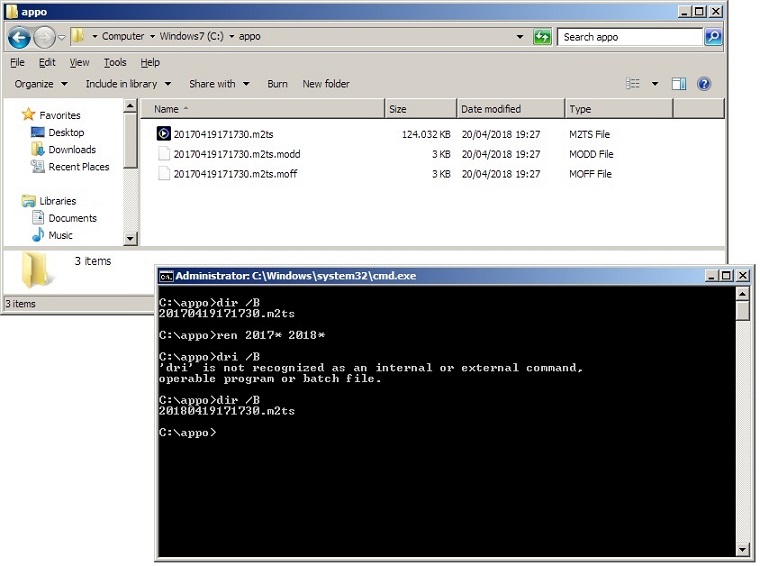 appo
Computer Windows7 (C:) appo
Search appo
File Edit View Tools Help
Organize Include in library Share with Burn New folder
Favorites
Desktop
Downloads
Recent Places
Libraries
Documents
Music
Name Size Date modified Type
20170419171730.m2ts 124.032 KB 20/04/2018 19:27 M2TS File
20170419171730.m2ts.modd 3 KB 20/04/2018 19:27 MODD File
20170419171730.m2ts.moff 3 KB 20/04/2018 19:27 MOFF File
3 items
3 items
Administrator: C:\Windows\system32\cmd.exe
C:\appo>dir /B
20170419171730.m2ts
C:\appo>ren 2017* 2018*
C:\appo>dri /B
'dri' is not recognized as an internal or external command,
operable program or batch file.
C:\appo>dir /B
20180419171730.m2ts
C:\appo>